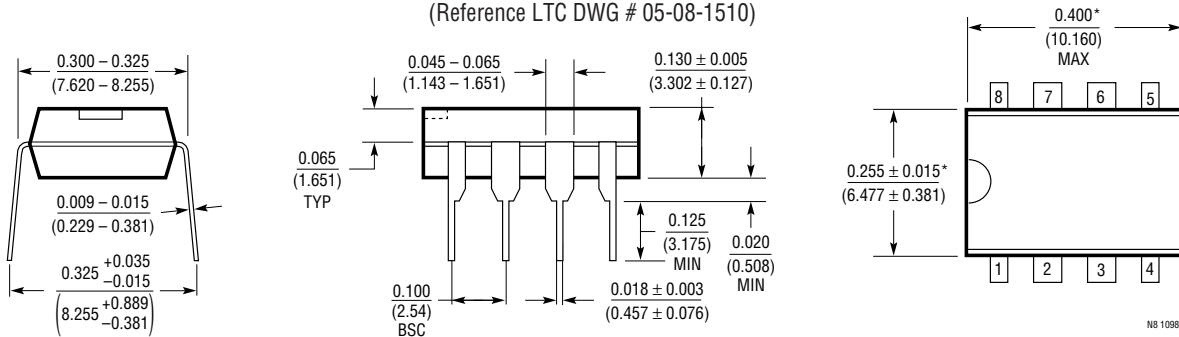 (Reference LTC DWG # 05-08-1510)
0.300 – 0.325
(7.620 – 8.255)
0.009 – 0.015
(0.229 – 0.381)
0.325 +0.035
–0.015
(8.255 +0.889
–0.381)
0.045 – 0.065
(1.143 – 1.651)
0.130 ± 0.005
(3.302 ± 0.127)
0.065
(1.651)
TYP
0.125
(3.175)
MIN
0.020
(0.508)
MIN
0.100
(2.54)
BSC
0.018 ± 0.003
(0.457 ± 0.076)
0.400*
(10.160)
MAX
8 7 6 5
0.255 ± 0.015*
(6.477 ± 0.381)
1 2 3 4
N8 1098